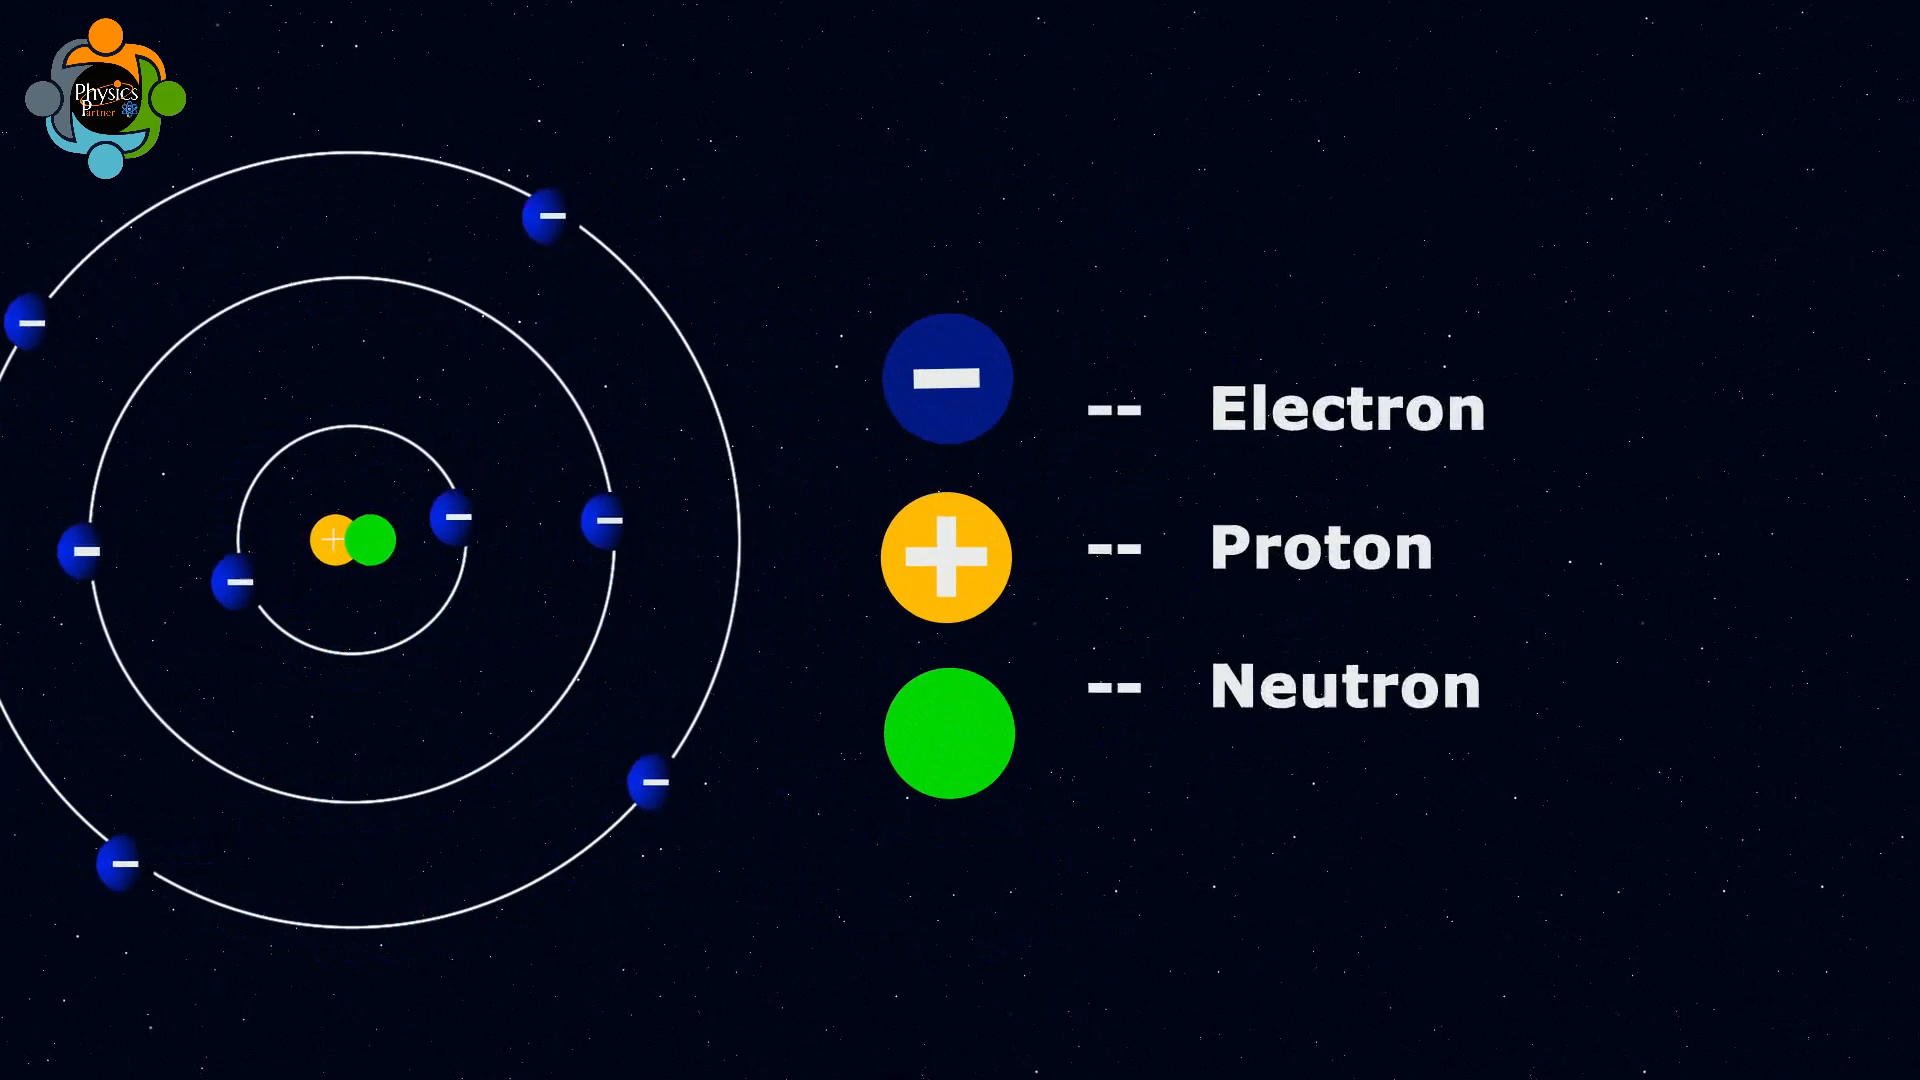 Physics
Partner
-- Electron
-- Proton
-- Neutron